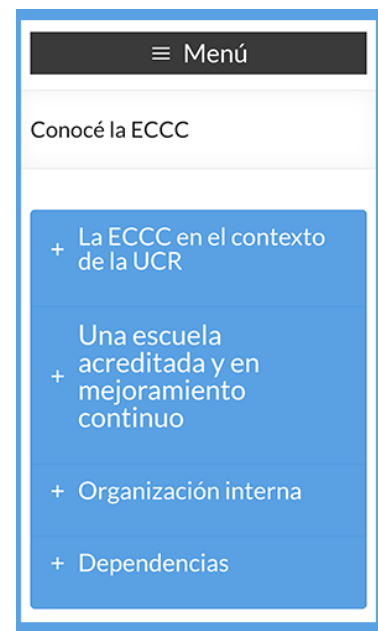 ≡ Menú
Conocé la ECCC
+ La ECCC en el contexto
de la UCR
Una escuela
+ acreditada y en
mejoramiento
continuo
+ Organización interna
+ Dependencias